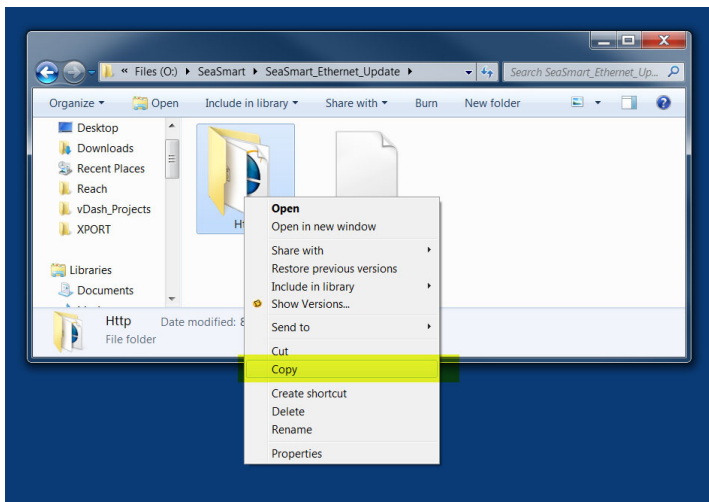 « Files (O:) ▸ SeaSmart ▸ SeaSmart_Ethernet_Update ▸
Search SeaSmart_Ethernet_Up...
Organize Open Include in library Share with Burn New folder
Desktop
Downloads
Recent Places
Reach
vDash_Projects
XPORT
Libraries
Documents
Open
Open in new window
Share with
Restore previous versions
Include in library
Show Versions...
Send to
Cut
Copy
Create shortcut
Delete
Rename
Properties
Http Date modified:
File folder